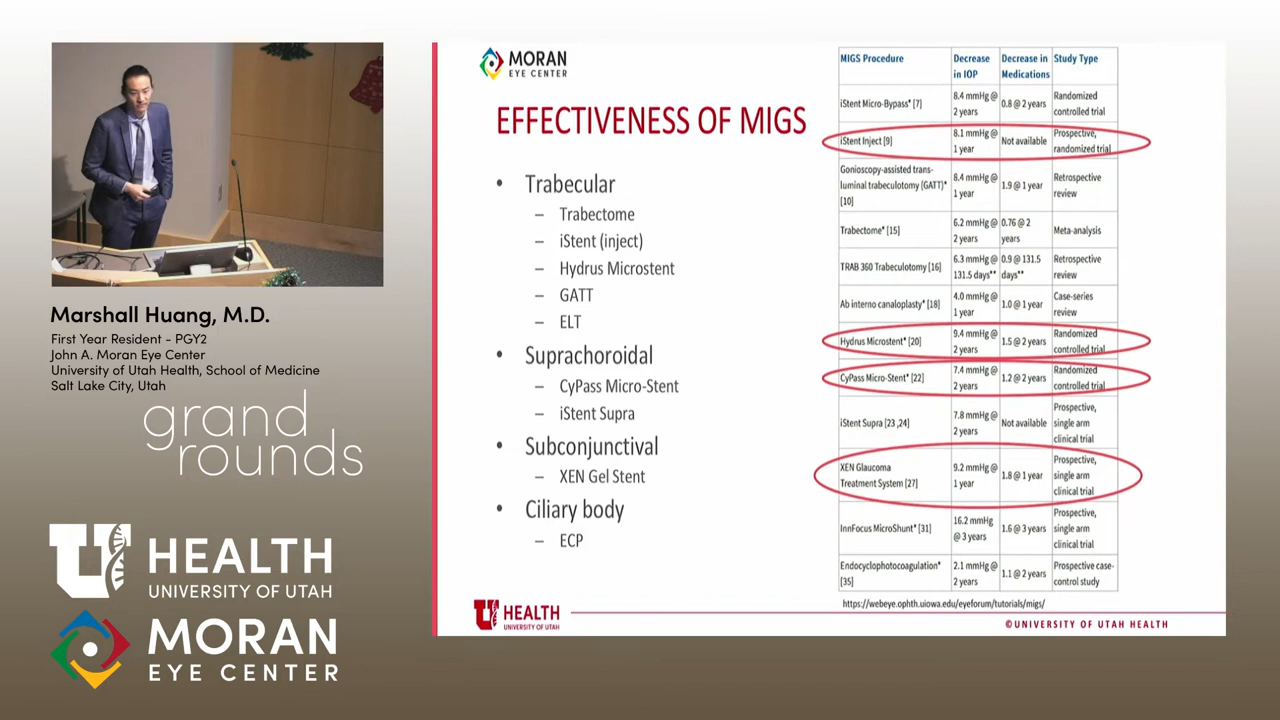 Marshall Huang, M.D.
First Year Resident - PGY2
John A. Moran Eye Center
University of Utah Health, School of Medicine
Salt Lake City, Utah
grand
rounds
U
HEALTH
UNIVERSITY OF UTAH
MORAN
EYE CENTER
MORAN
EYE CENTER
EFFECTIVENESS OF MIGS
• Trabecular
– Trabectome
– iStent (inject)
– Hydrus Microstent
– GATT
– ELT
• Suprachoroidal
– CyPass Micro-Stent
– iStent Supra
• Subconjunctival
– XEN Gel Stent
• Ciliary body
– ECP
MIGS Procedure Decrease in IOP Decrease in Medications Study Type
iStent Micro-Bypass* [7] 8.4 mmHg @ 2 years 0.8 @ 2 years Randomized controlled trial
iStent Inject [9] 8.1 mmHg @ 1 year Not available Prospective, randomized trial
Gonioscopy-assisted trans-luminal trabeculotomy (GATT)* [10] 8.4 mmHg @ 1 year 1.9 @ 1 year Retrospective review
Trabectome* [15] 6.2 mmHg @ 2 years 0.76 @ 2 years Meta-analysis
TRAB 360 Trabeculotomy [16] 6.3 mmHg @ 131.5 days** 0.9 @ 131.5 days** Retrospective review
Ab interno canaloplasty* [18] 4.0 mmHg @ 1 year 1.0 @ 1 year Case-series review
Hydrus Microstent* [20] 9.4 mmHg @ 2 years 1.5 @ 2 years Randomized controlled trial
CyPass Micro-Stent* [22] 7.4 mmHg @ 2 years 1.2 @ 2 years Randomized controlled trial
iStent Supra [23 ,24] 7.8 mmHg @ 2 years Not available Prospective, single arm clinical trial
XEN Glaucoma Treatment System [27] 9.2 mmHg @ 1 year 1.8 @ 1 year Prospective, single arm clinical trial
InnFocus MicroShunt* [31] 16.2 mmHg @ 3 years 1.6 @ 3 years Prospective, single arm clinical trial
Endocyclophotocoagulation* [35] 2.1 mmHg @ 2 years 1.1 @ 2 years Prospective case-control study
https://webeye.ophth.uiowa.edu/eyeforum/tutorials/migs/
U
HEALTH
UNIVERSITY OF UTAH
©UNIVERSITY OF UTAH HEALTH